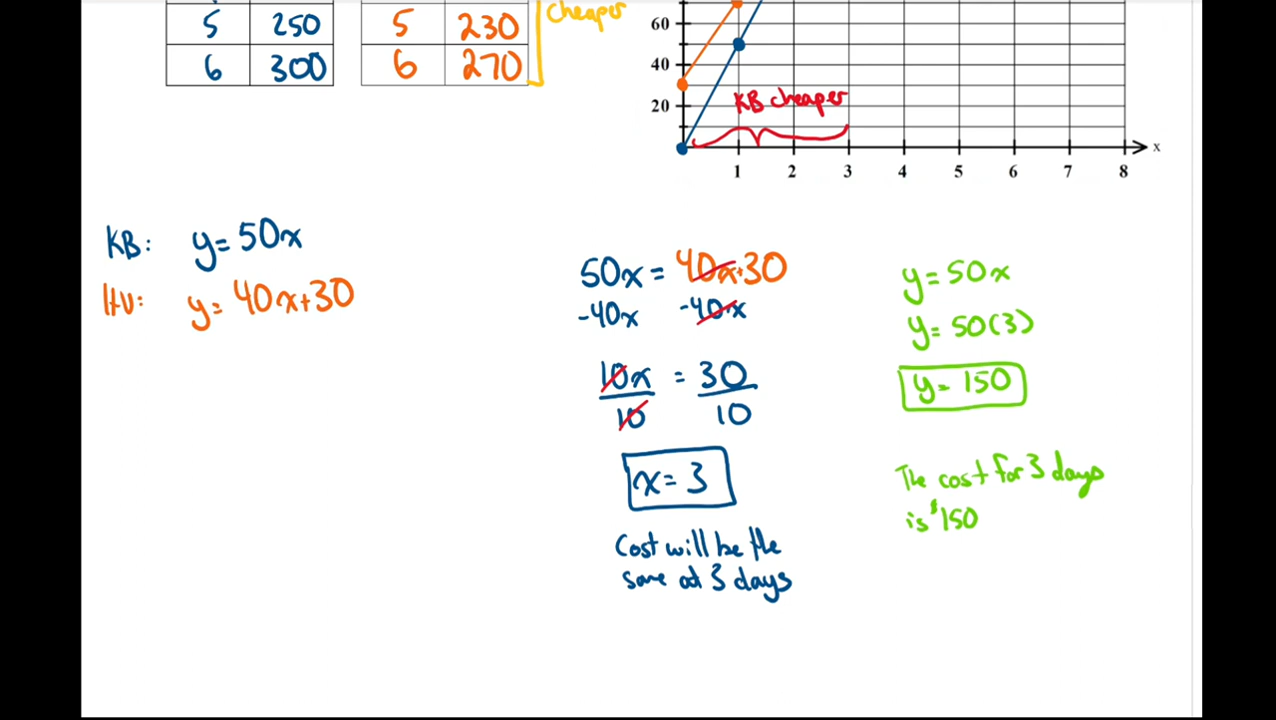 cheaper
5 250
6 300
5 230
6 270
60
40
20
KB cheaper
x
1 2 3 4 5 6 7 8
KB: y = 50x
HV: y = 40x+30
50x = 40x+30
-40x -40x
10x = 30
10 10
x = 3
Cost will be the
same at 3 days
y = 50x
y = 50(3)
y = 150
The cost for 3 days
is $150